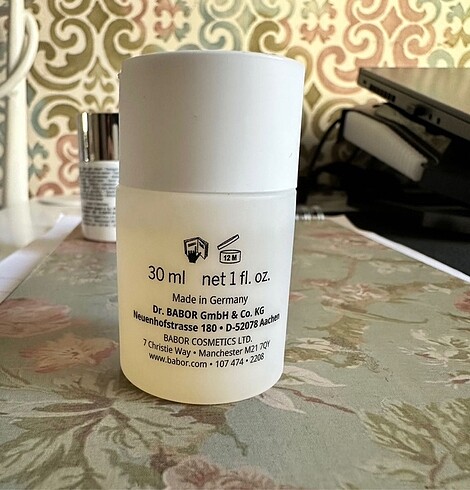 12 M
30 ml net 1 fl. oz.
Made in Germany
Dr. BABOR GmbH & Co. KG
Neuenhofstrasse 180 • D-52078 Aachen
BABOR COSMETICS LTD.
7 Christie Way • Manchester M21 7QY
www.babor.com • 107 474 • 2208